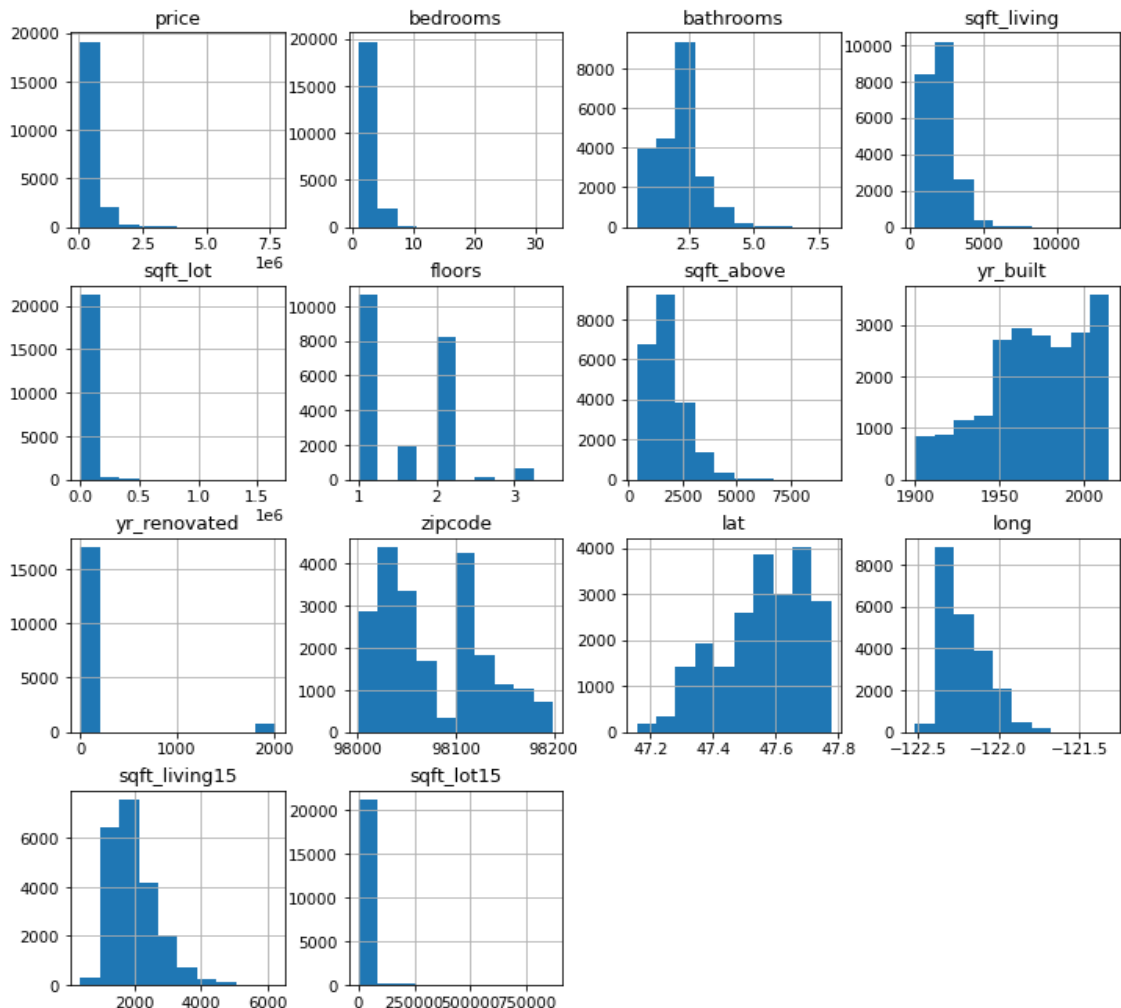 price
20000
15000
10000
5000
0
0.0 2.5 5.0 7.5
1e6
bedrooms
20000
15000
10000
5000
0
0 10 20 30
bathrooms
8000
6000
4000
2000
0
2.5 5.0 7.5
sqft_living
10000
8000
6000
4000
2000
0
0 5000 10000
sqft_lot
20000
15000
10000
5000
0
0.0 0.5 1.0 1.5
1e6
floors
10000
8000
6000
4000
2000
0
1 2 3
sqft_above
8000
6000
4000
2000
0
0 2500 5000 7500
yr_built
3000
2000
1000
0
1900 1950 2000
yr_renovated
15000
10000
5000
0
0 1000 2000
zipcode
4000
3000
2000
1000
0
98000 98100 98200
lat
4000
3000
2000
1000
0
47.2 47.4 47.6 47.8
long
8000
6000
4000
2000
0
−122.5 −122.0 −121.5
sqft_living15
6000
4000
2000
0
2000 4000 6000
sqft_lot15
20000
15000
10000
5000
0
0 250000 500000 750000